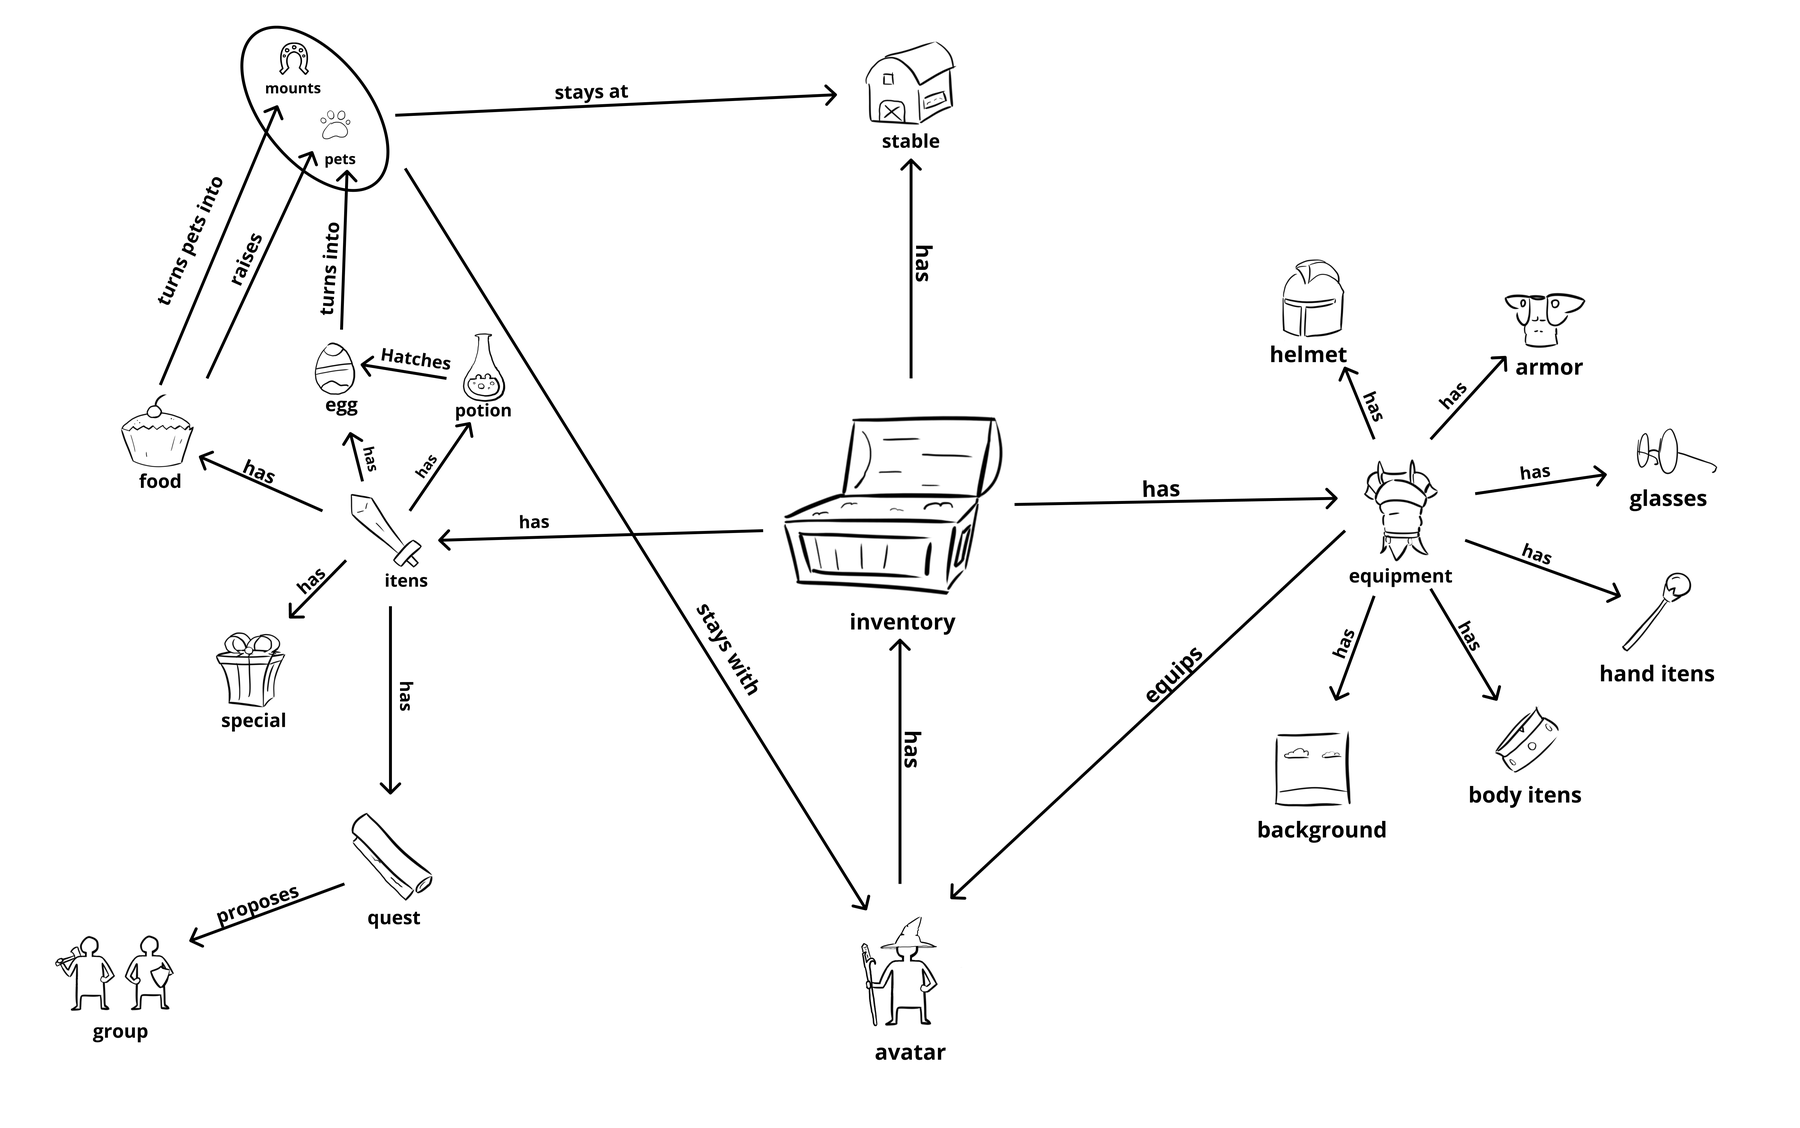 mounts
pets
stays at
stable
turns pets into
raises
turns into
has
Hatches
egg
potion
food
has
has
has
helmet
has
armor
has
has
glasses
has
itens
has
has
equipment
has
hand itens
has
special
inventory
stays with
equips
has
has
body itens
background
has
has
proposes
quest
group
avatar